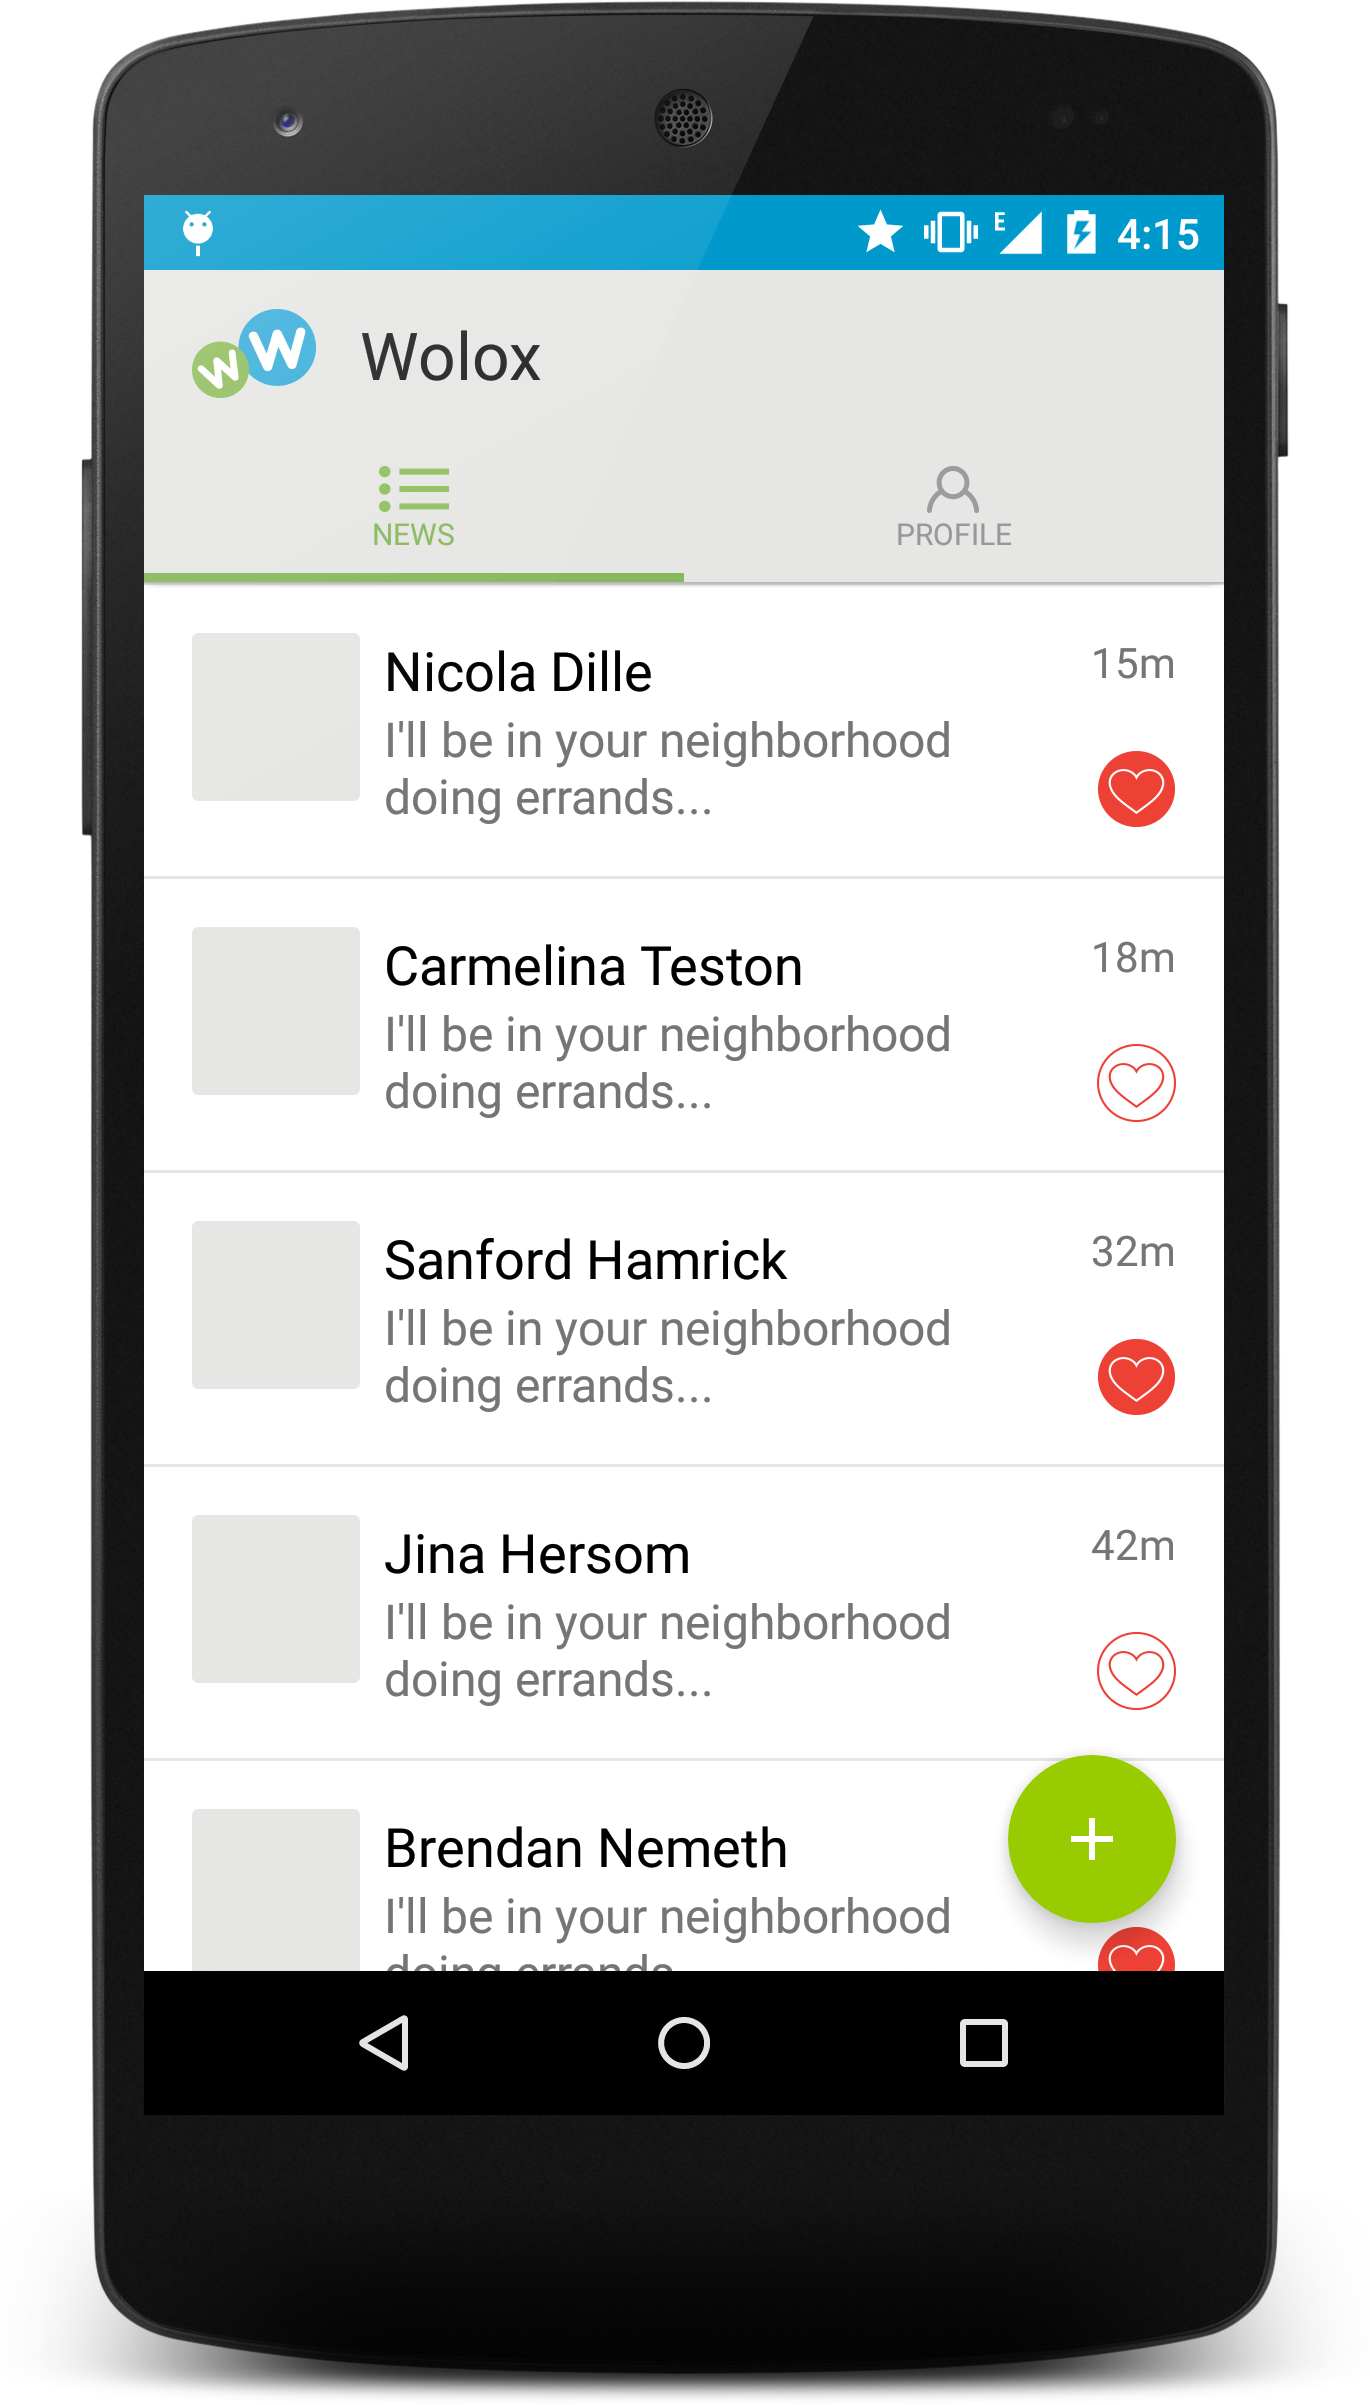 E 4:15
W W Wolox
NEWS PROFILE
Nicola Dille 15m
I'll be in your neighborhood
doing errands...
Carmelina Teston 18m
I'll be in your neighborhood
doing errands...
Sanford Hamrick 32m
I'll be in your neighborhood
doing errands...
Jina Hersom 42m
I'll be in your neighborhood
doing errands...
Brendan Nemeth
I'll be in your neighborhood
doing errands